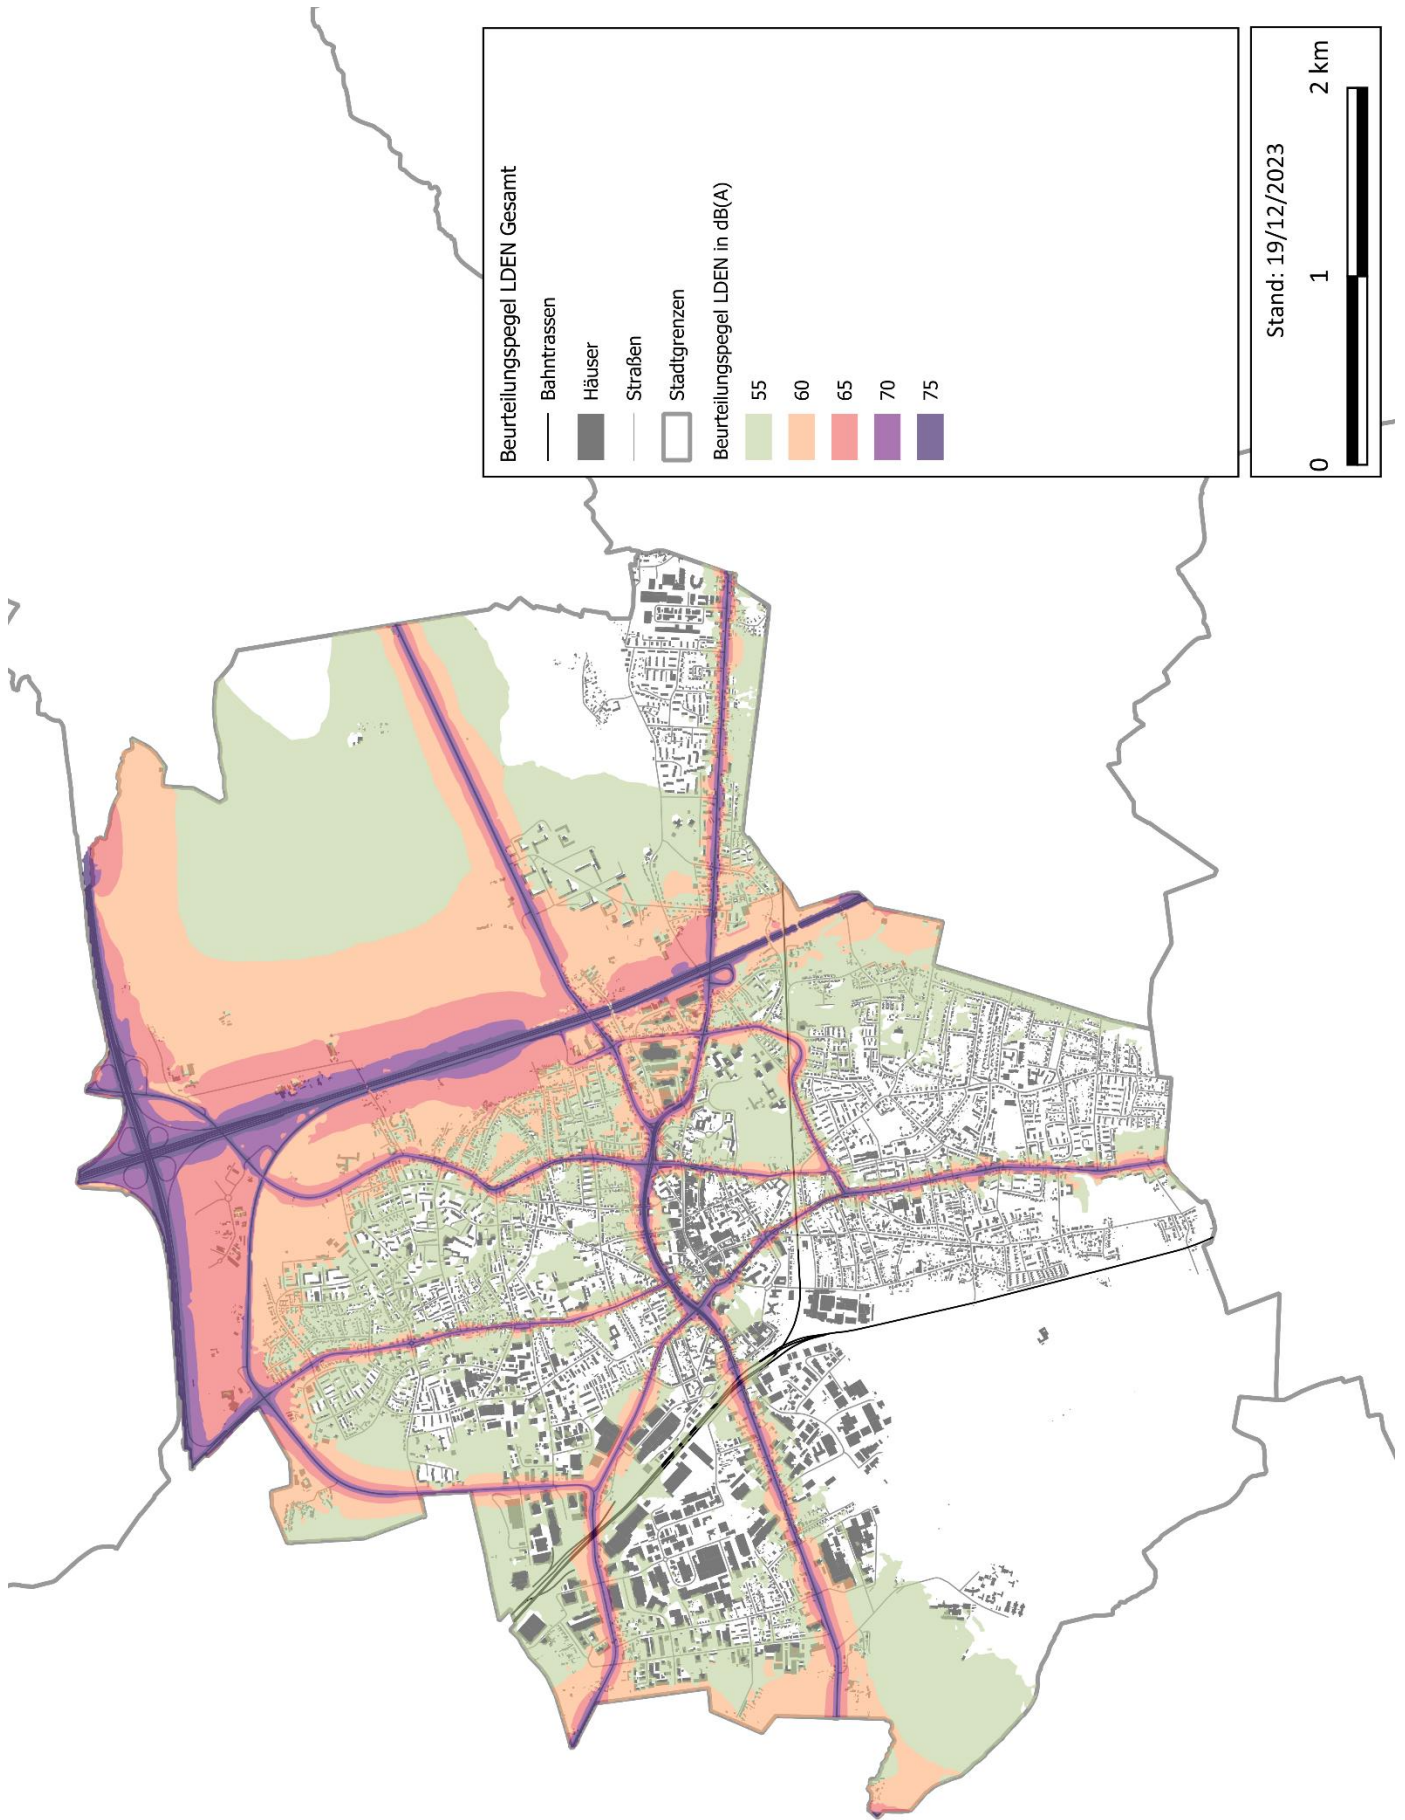 Beurteilungspegel LDEN Gesamt
Bahntrassen
Häuser
Straßen
Stadtgrenzen
Beurteilungspegel LDEN in dB(A)
55
60
65
70
75
Stand: 19/12/2023
0 1 2 km